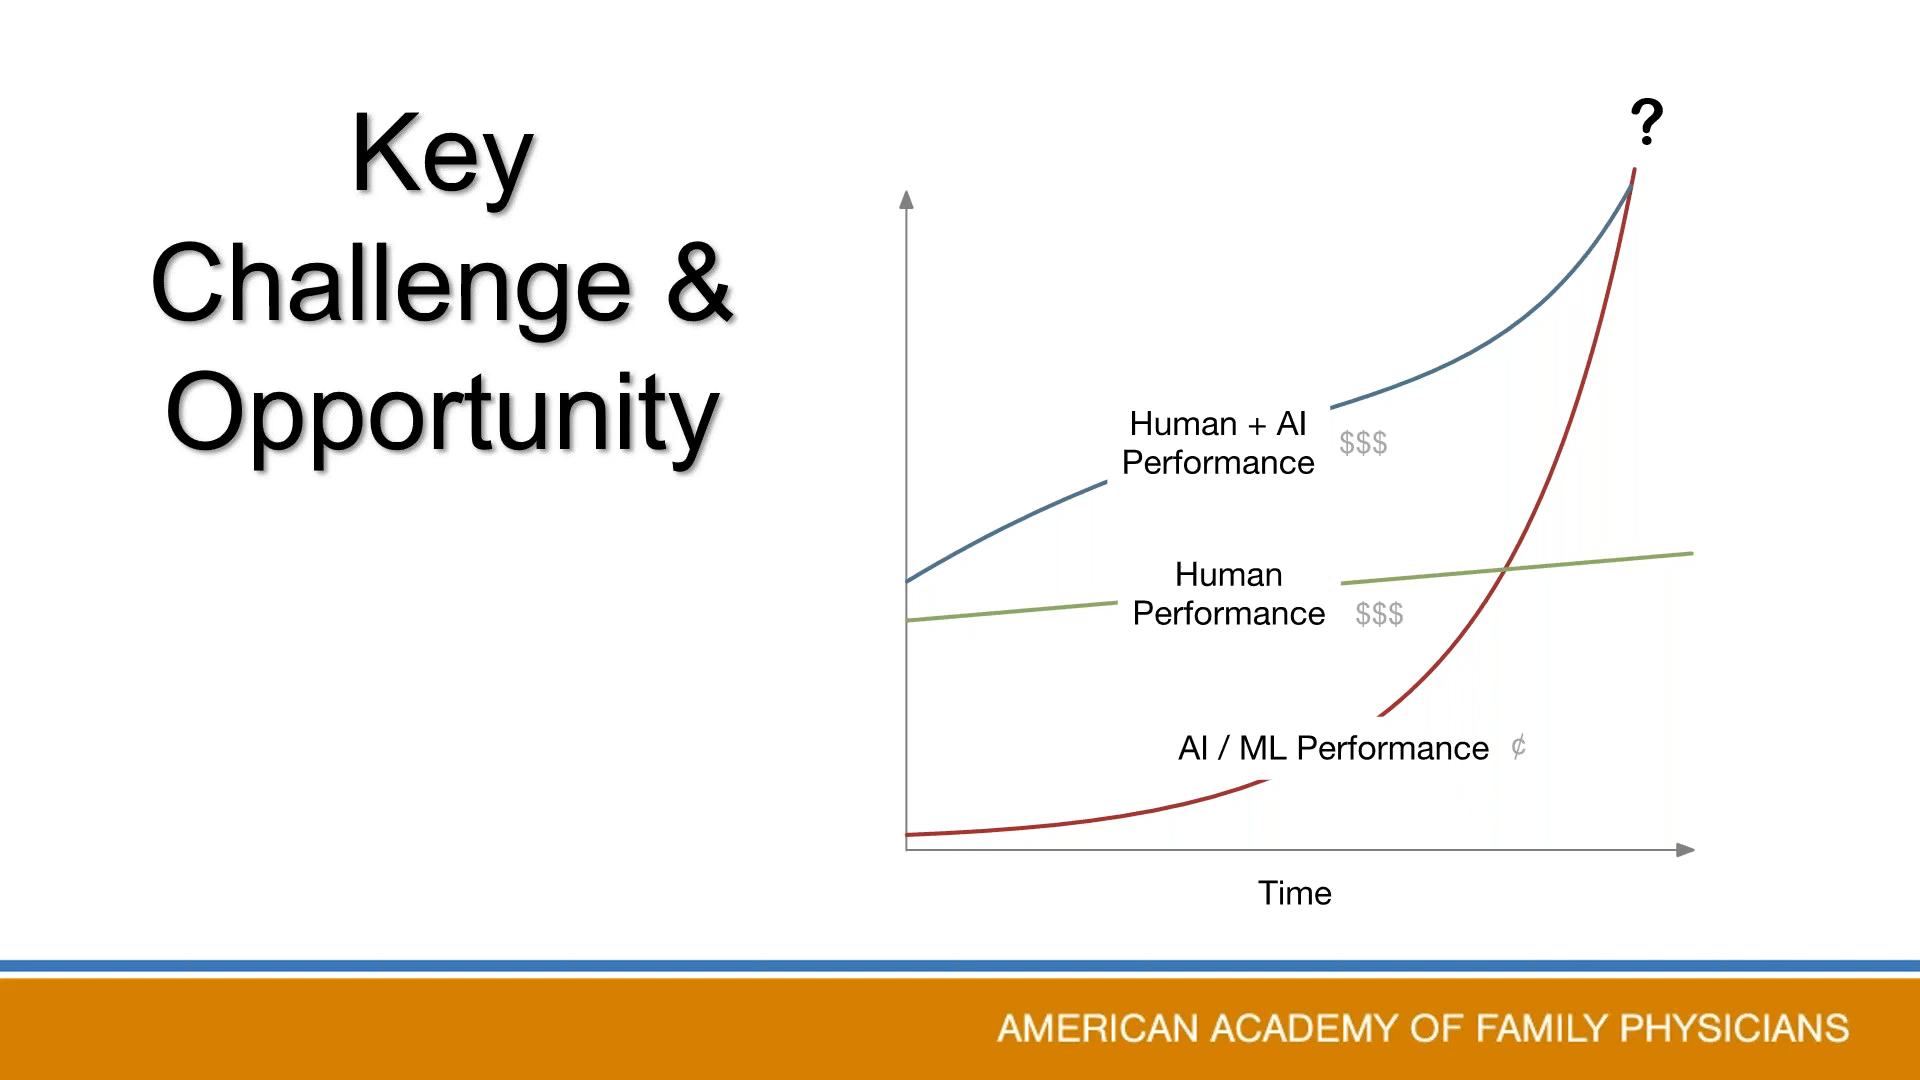 Key
Challenge &
Opportunity
?
Human + AI
Performance
$$$
Human
Performance
$$$
AI / ML Performance
¢
Time
AMERICAN ACADEMY OF FAMILY PHYSICIANS